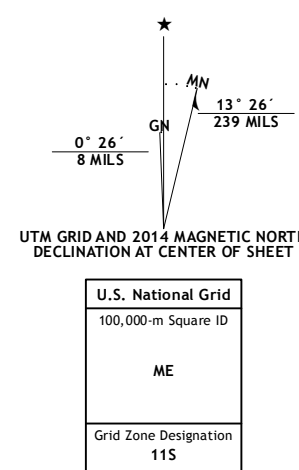 MN
GN
13° 26´
239 MILS
0° 26´
8 MILS
UTM GRID AND 2014 MAGNETIC NORTH
DECLINATION AT CENTER OF SHEET
U.S. National Grid
100,000-m Square ID
ME
Grid Zone Designation
11S